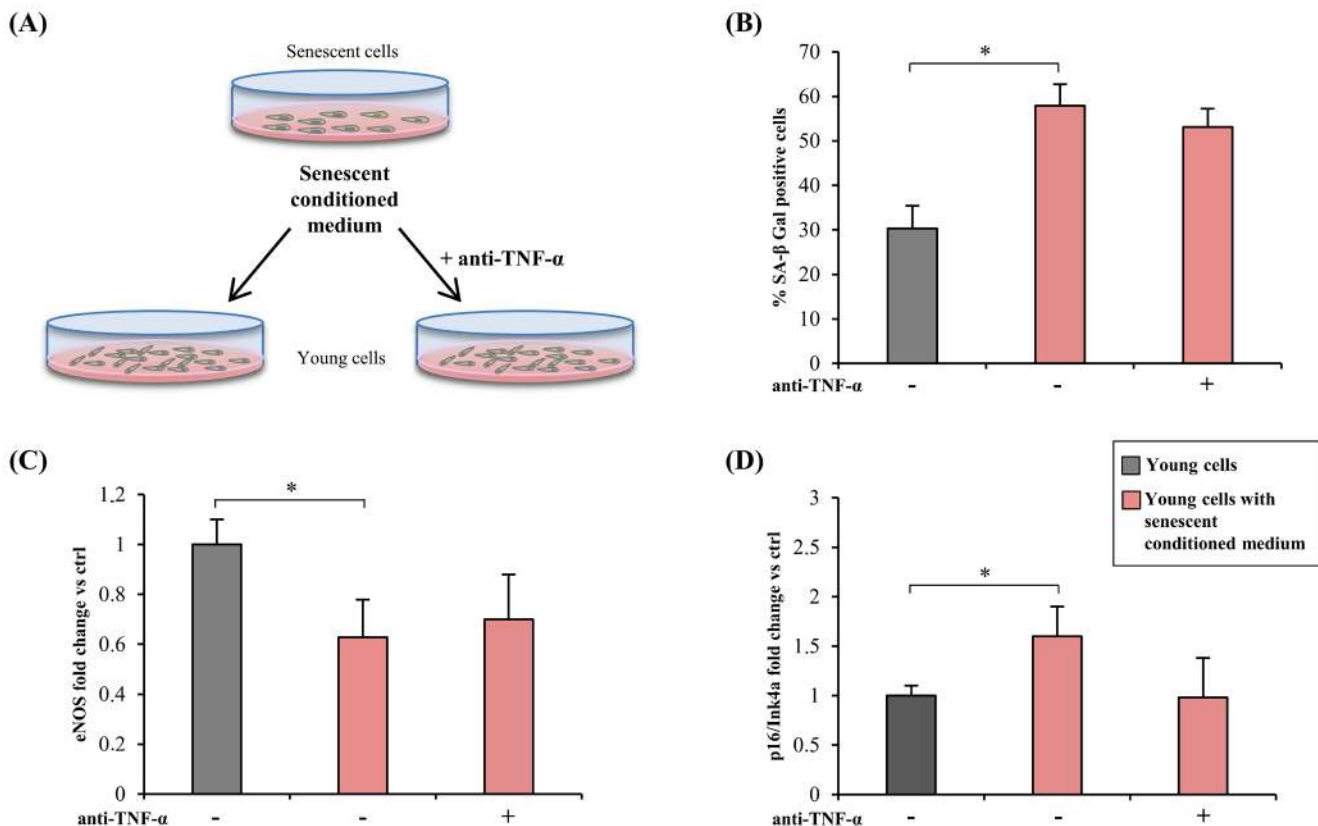 (A)
Senescent cells
Senescent
conditioned
medium
+ anti-TNF-α
Young cells
(B)
% SA-β Gal positive cells
70
60
50
40
30
20
10
0
*
anti-TNF-α - - +
(C)
eNOS fold change vs ctrl
1.2
1
0.8
0.6
0.4
0.2
0
*
anti-TNF-α - - +
(D)
Young cells
Young cells with
senescent
conditioned medium
p16/Ink4a fold change vs ctrl
3
2.5
2
1.5
1
0.5
0
*
anti-TNF-α - - +